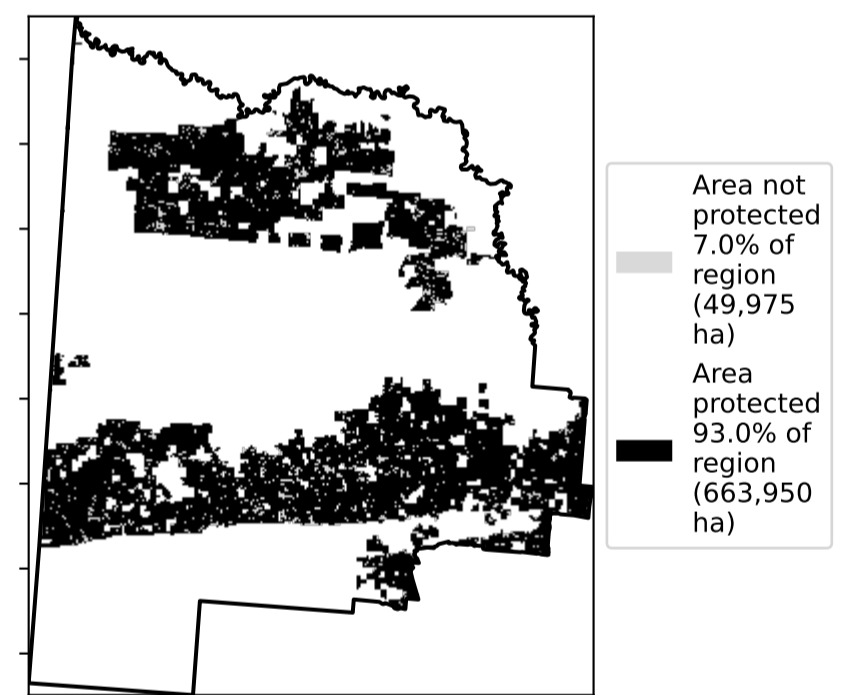 Area not
protected
7.0% of
region
(49,975
ha)
Area
protected
93.0% of
region
(663,950
ha)